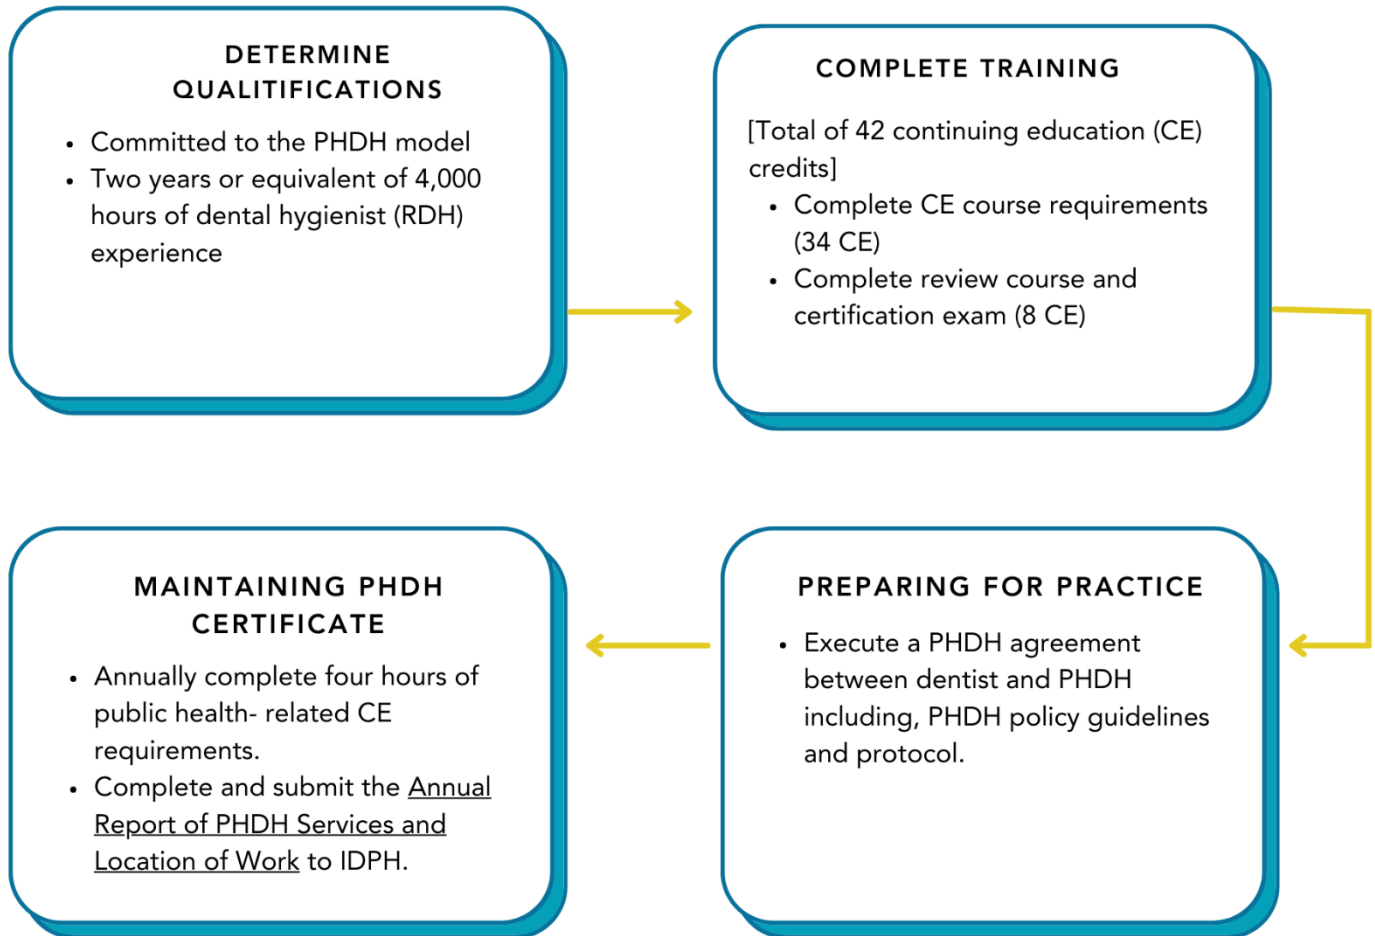 DETERMINE
QUALITIFICATIONS
• Committed to the PHDH model
• Two years or equivalent of 4,000
hours of dental hygienist (RDH)
experience
COMPLETE TRAINING
[Total of 42 continuing education (CE)
credits]
• Complete CE course requirements
(34 CE)
• Complete review course and
certification exam (8 CE)
PREPARING FOR PRACTICE
• Execute a PHDH agreement
between dentist and PHDH
including, PHDH policy guidelines
and protocol.
MAINTAINING PHDH
CERTIFICATE
• Annually complete four hours of
public health- related CE
requirements.
• Complete and submit the Annual
Report of PHDH Services and
Location of Work to IDPH.